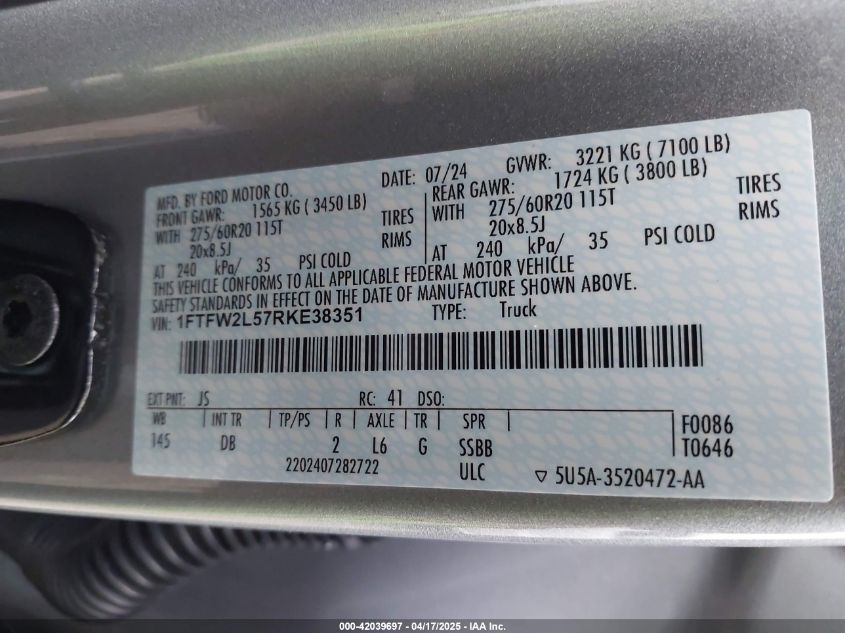 MFD. BY FORD MOTOR CO.
DATE: 07/24 GVWR: 3221 KG ( 7100 LB)
FRONT GAWR: 1565 KG ( 3450 LB) REAR GAWR: 1724 KG ( 3800 LB)
WITH 275/60R20 115T TIRES WITH 275/60R20 115T TIRES
20x8.5J RIMS 20x8.5J RIMS
AT 240 kPa/ 35 PSI COLD AT 240 kPa/ 35 PSI COLD
THIS VEHICLE CONFORMS TO ALL APPLICABLE FEDERAL MOTOR VEHICLE
SAFETY STANDARDS IN EFFECT ON THE DATE OF MANUFACTURE SHOWN ABOVE.
VIN: 1FTFW2L57RKE38351 TYPE: Truck
EXT PNT: JS RC: 41 DSO:
WB INT TR TP/PS R AXLE TR SPR F0086
145 DB 2 L6 G SSBB T0646
2202407282722 ULC ▽ 5U5A-3520472-AA
000-42039697 - 04/17/2025 - IAA Inc.